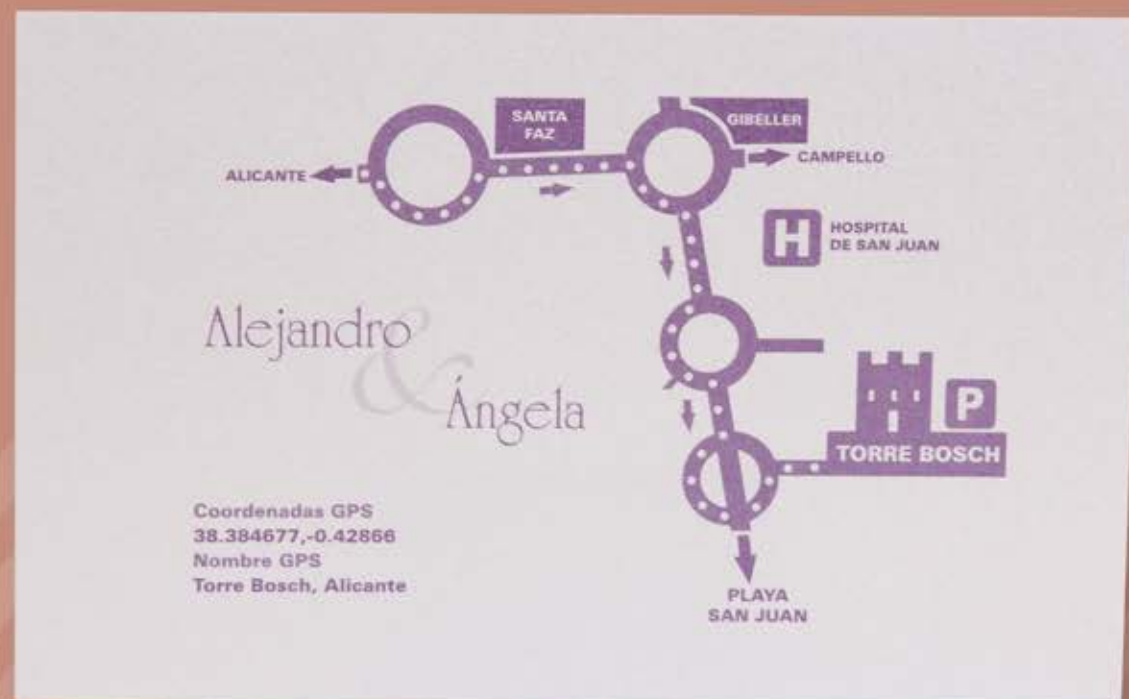 SANTA
FAZ
GIBELLER
ALICANTE
CAMPELLO
H
HOSPITAL
DE SAN JUAN
Alejandro
&
Ángela
P
TORRE BOSCH
Coordenadas GPS
38.384677,-0.42866
Nombre GPS
Torre Bosch, Alicante
PLAYA
SAN JUAN